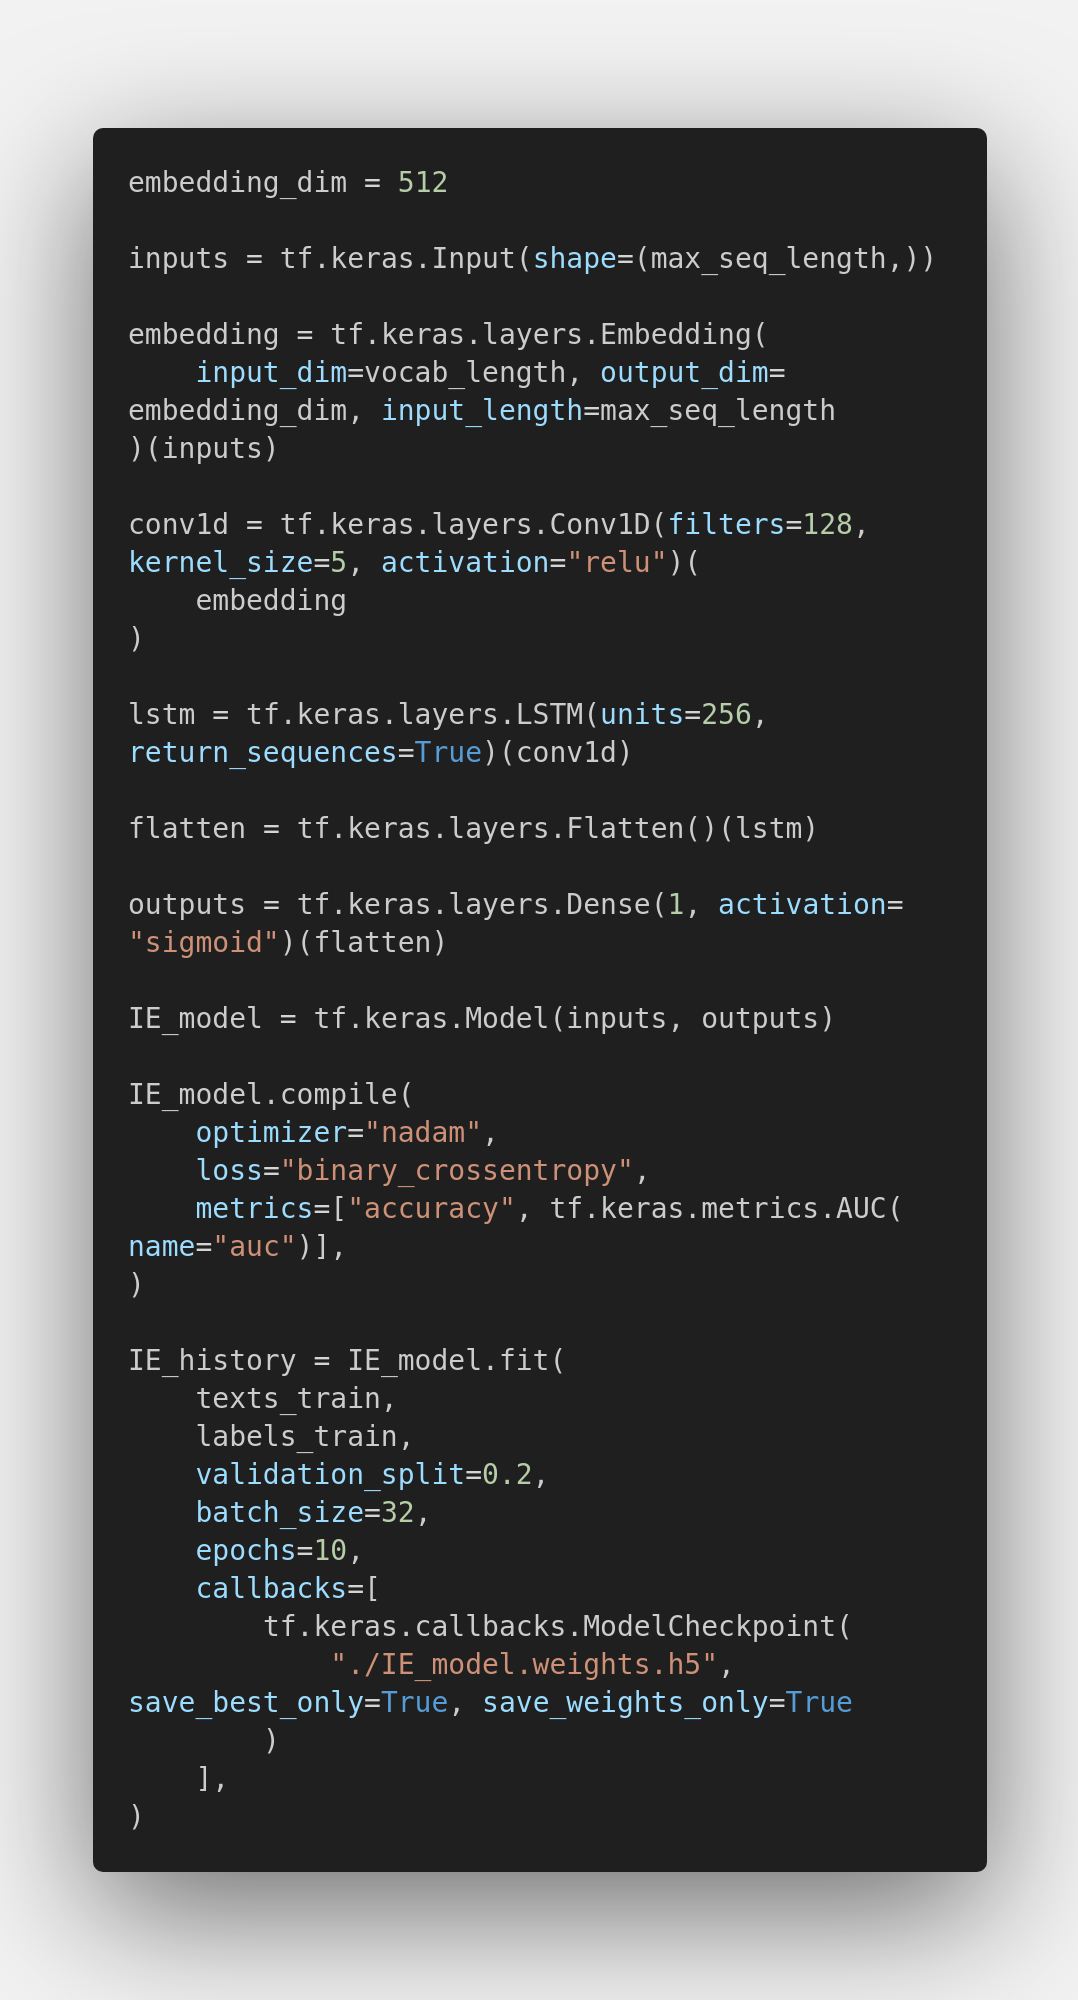 embedding_dim = 512
inputs = tf.keras.Input(shape=(max_seq_length,))
embedding = tf.keras.layers.Embedding(
    input_dim=vocab_length, output_dim=
embedding_dim, input_length=max_seq_length
)(inputs)
conv1d = tf.keras.layers.Conv1D(filters=128,
kernel_size=5, activation="relu")(
    embedding
)
lstm = tf.keras.layers.LSTM(units=256,
return_sequences=True)(conv1d)
flatten = tf.keras.layers.Flatten()(lstm)
outputs = tf.keras.layers.Dense(1, activation=
"sigmoid")(flatten)
IE_model = tf.keras.Model(inputs, outputs)
IE_model.compile(
    optimizer="nadam",
    loss="binary_crossentropy",
    metrics=["accuracy", tf.keras.metrics.AUC(
name="auc")],
)
IE_history = IE_model.fit(
    texts_train,
    labels_train,
    validation_split=0.2,
    batch_size=32,
    epochs=10,
    callbacks=[
        tf.keras.callbacks.ModelCheckpoint(
            "./IE_model.weights.h5",
save_best_only=True, save_weights_only=True
        )
    ],
)